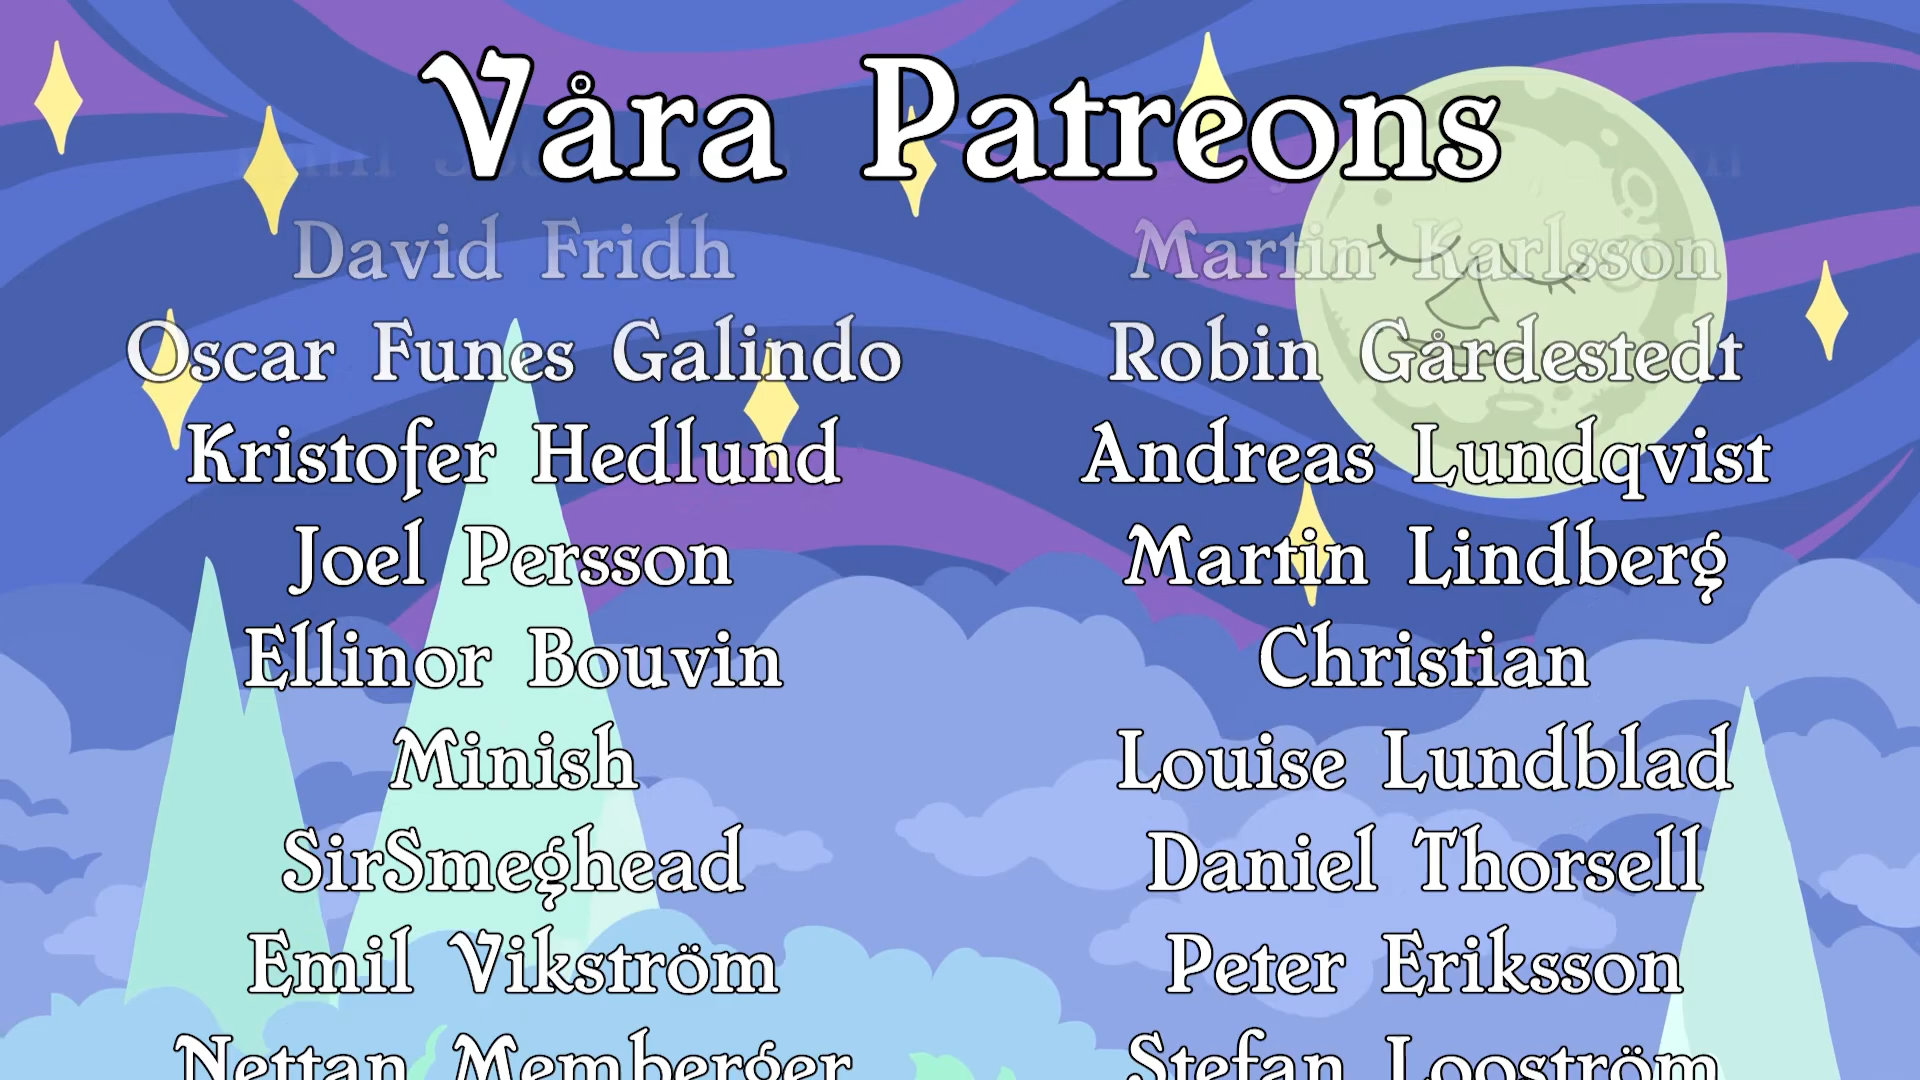 Våra Patreons
David Fridh
Martin Karlsson
Oscar Funes Galindo
Robin Gårdestedt
Kristofer Hedlund
Andreas Lundqvist
Joel Persson
Martin Lindberg
Ellinor Bouvin
Christian
Minish
Louise Lundblad
SirSmeghead
Daniel Thorsell
Emil Vikström
Peter Eriksson
Nettan Memberger
Stefan Looström